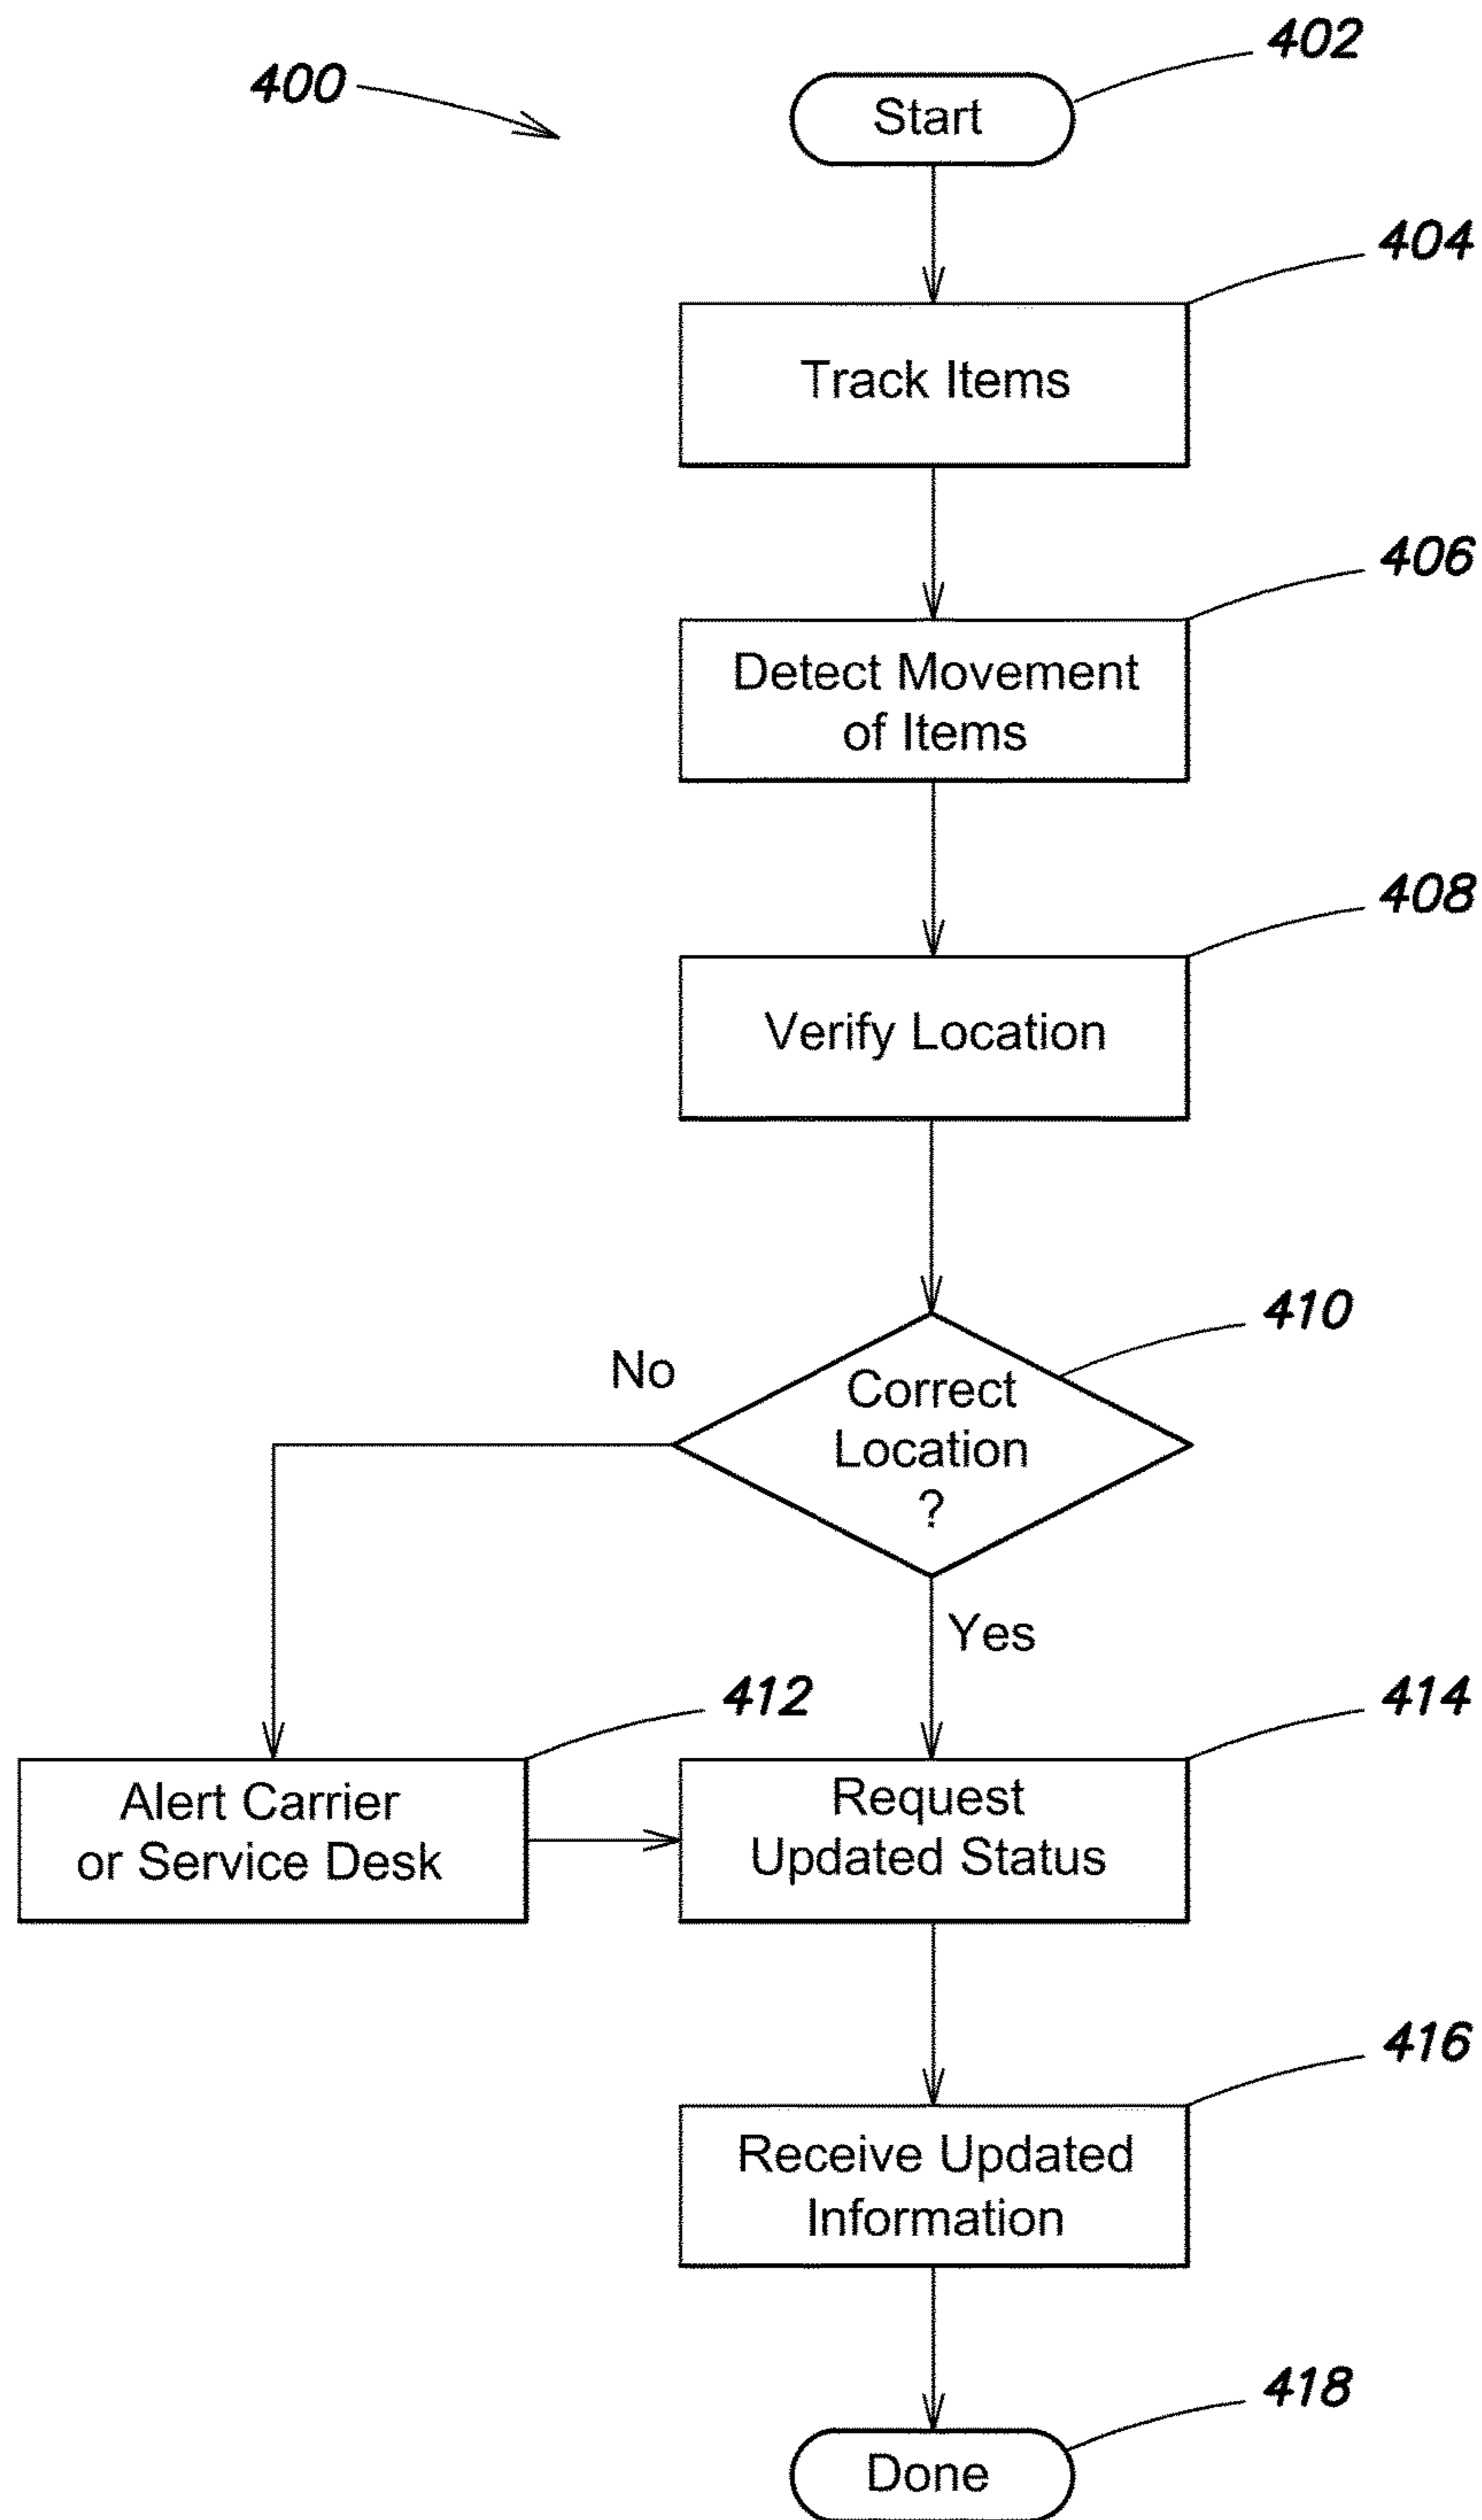 402
400
Start
404
Track Items
406
Detect Movement
of Items
408
Verify Location
410
No
Correct
Location
?
Yes
412
414
Alert Carrier
or Service Desk
Request
Updated Status
416
Receive Updated
Information
418
Done